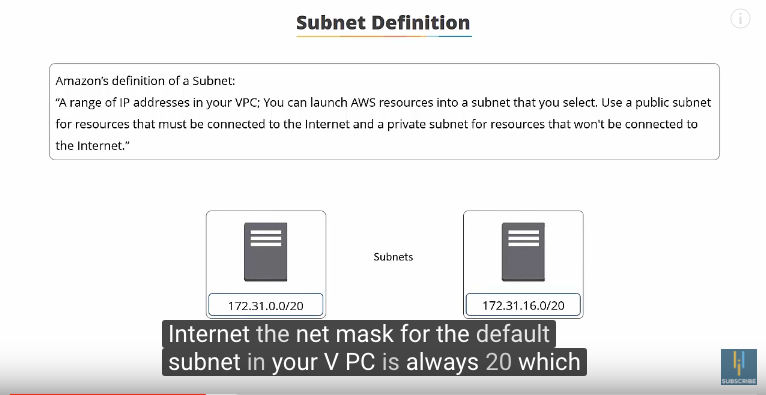 Subnet Definition
Amazon's definition of a Subnet:
“A range of IP addresses in your VPC; You can launch AWS resources into a subnet that you select. Use a public subnet
for resources that must be connected to the Internet and a private subnet for resources that won't be connected to
the Internet.”
Subnets
172.31.0.0/20
172.31.16.0/20
Internet the net mask for the default
subnet in your V PC is always 20 which
SUBSCRIBE